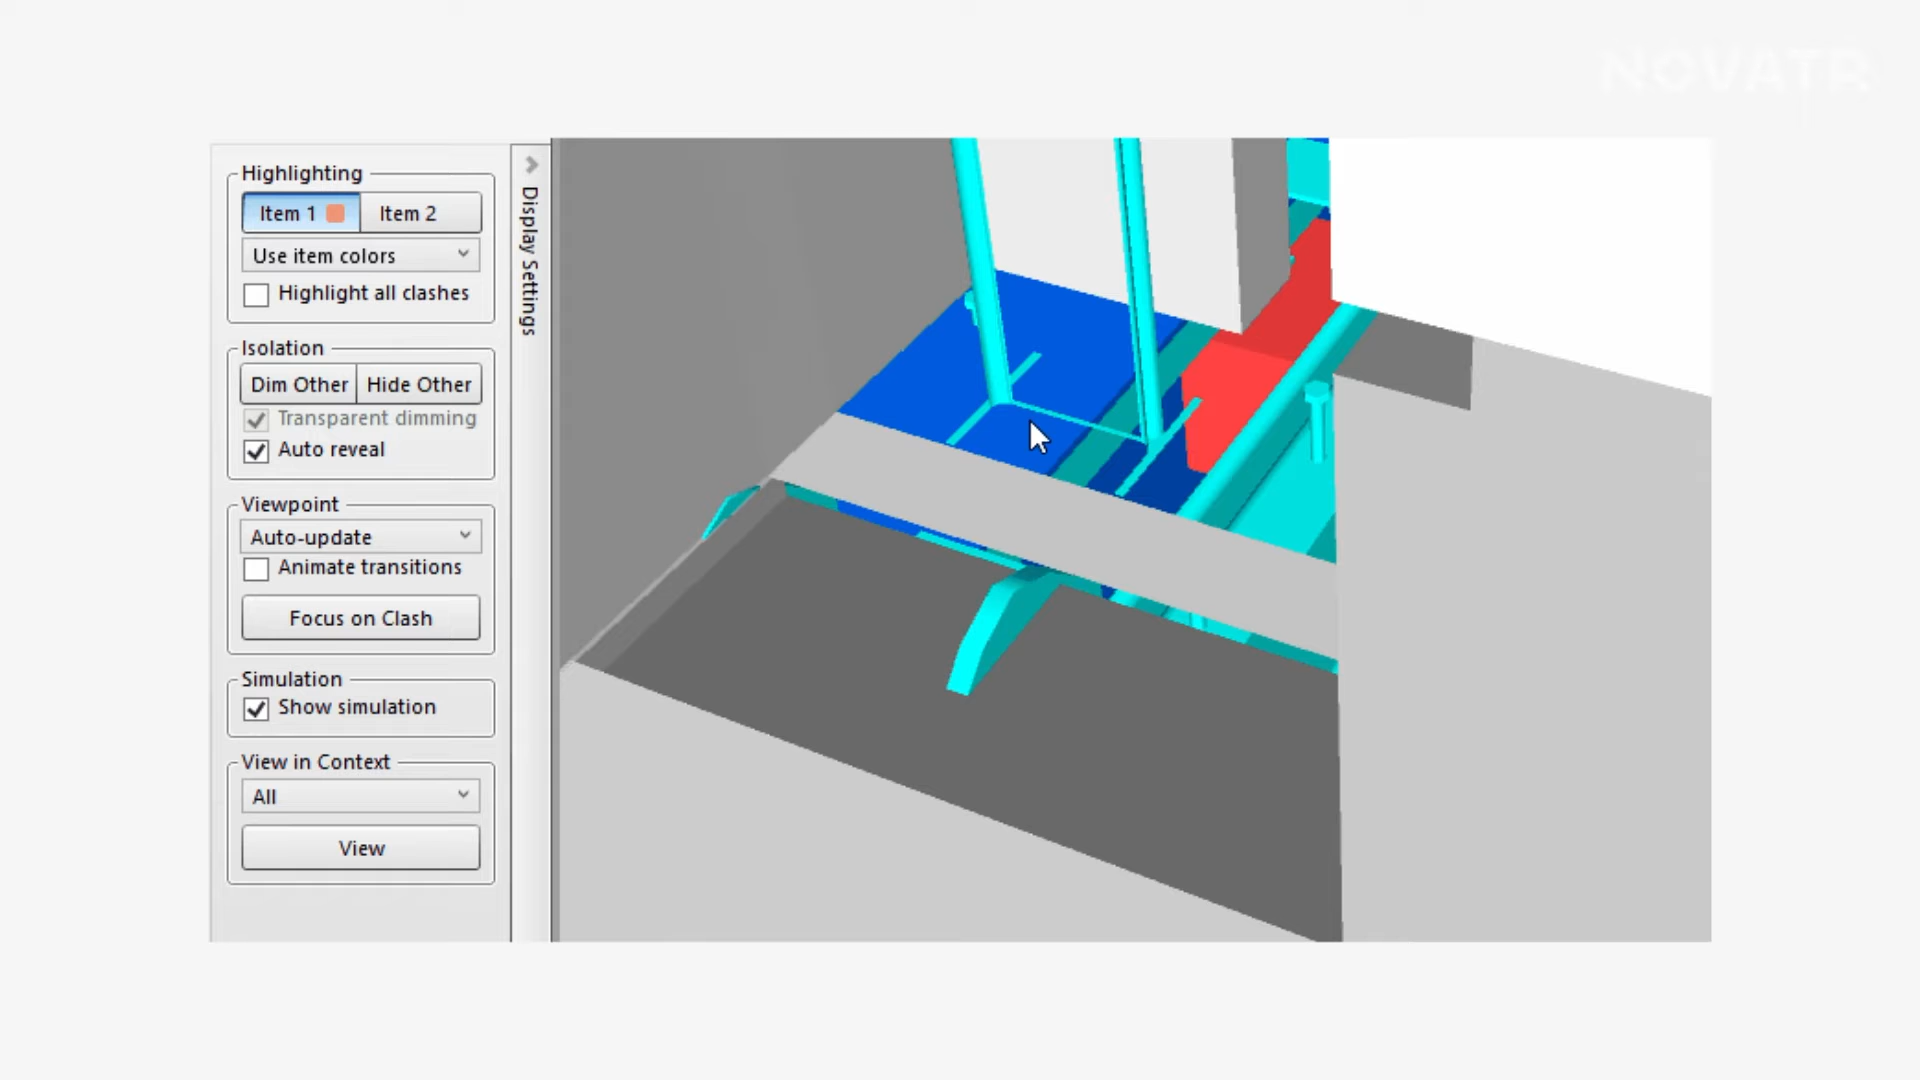 NOVATR
Highlighting
Item 1
Item 2
Use item colors
Highlight all clashes
Isolation
Dim Other
Hide Other
Transparent dimming
Auto reveal
Viewpoint
Auto-update
Animate transitions
Focus on Clash
Simulation
Show simulation
View in Context
All
View
Display Settings